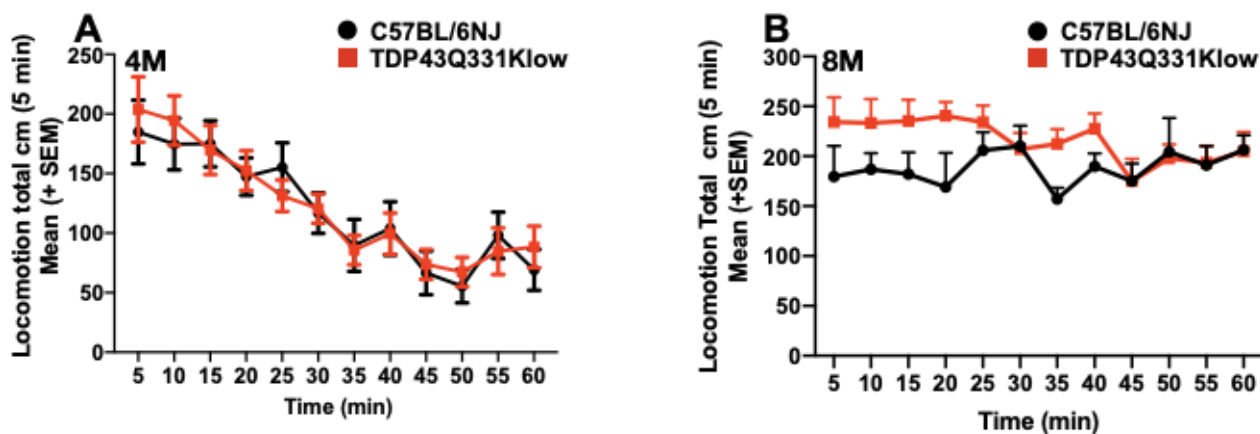 A
4M
C57BL/6NJ
TDP43Q331Klow
Locomotion total cm (5 min)
Mean (+ SEM)
250
200
150
100
50
0
5 10 15 20 25 30 35 40 45 50 55 60
Time (min)
B
8M
C57BL/6NJ
TDP43Q331Klow
Locomotion Total cm (5 min)
Mean (+SEM)
300
250
200
150
100
50
0
5 10 15 20 25 30 35 40 45 50 55 60
Time (min)